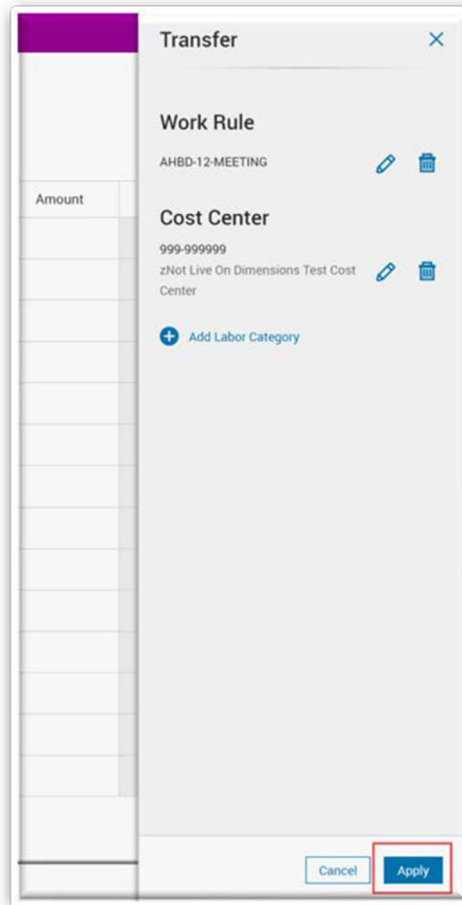 Transfer
Work Rule
AHBD-12-MEETING
Amount
Cost Center
999-999999
zNot Live On Dimensions Test Cost
Center
Add Labor Category
Cancel
Apply